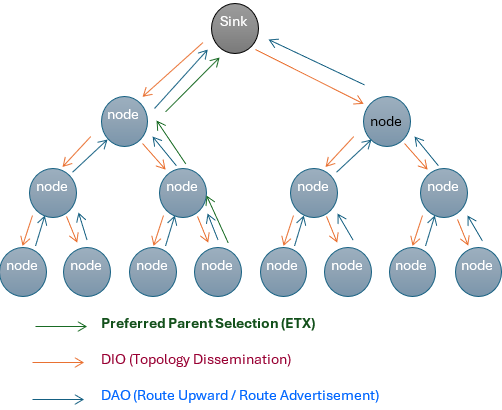 Sink
node
node
node
node
node
node
node
node
node
node
node
node
node
node
Preferred Parent Selection (ETX)
DIO (Topology Dissemination)
DAO (Route Upward / Route Advertisement)